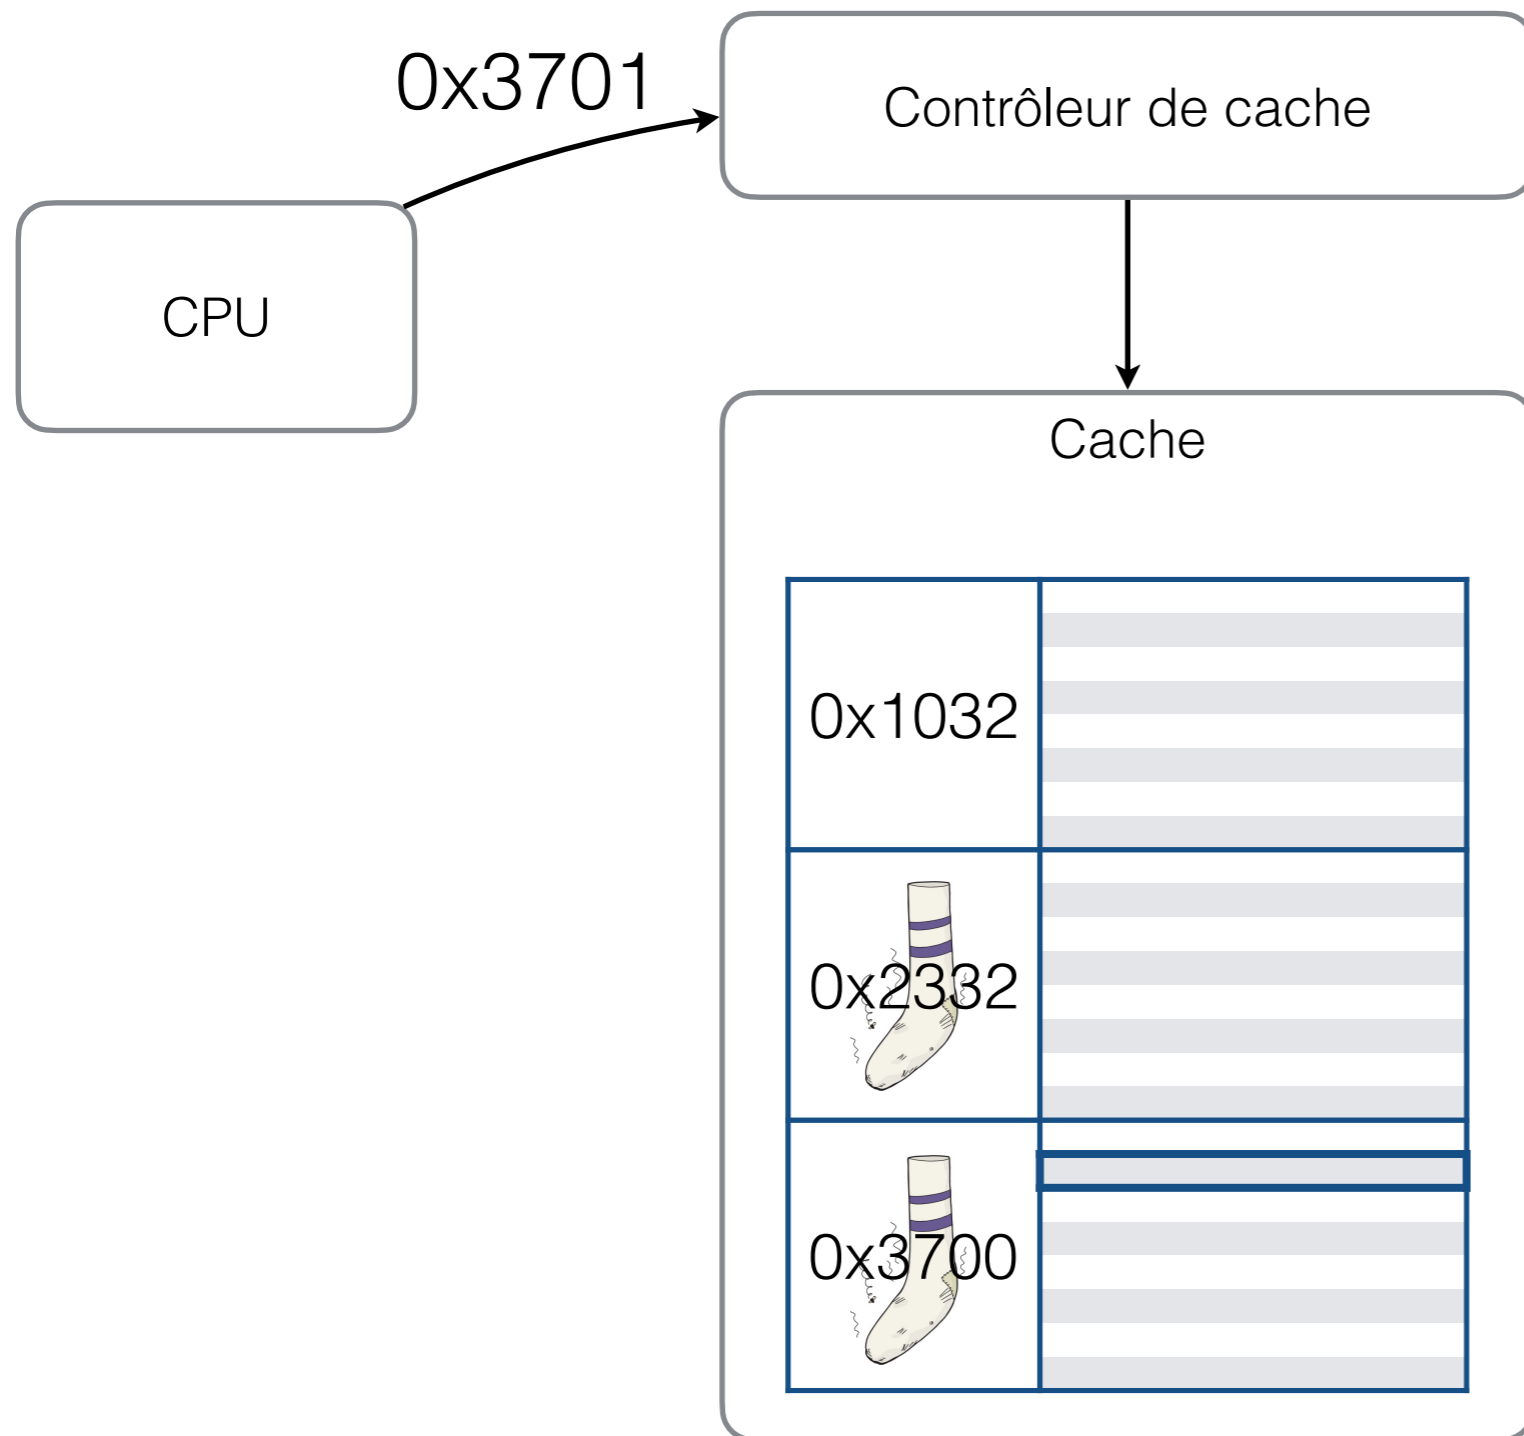 0x3701
Contrôleur de cache
CPU
Cache
0x1032
0x2332
0x3700